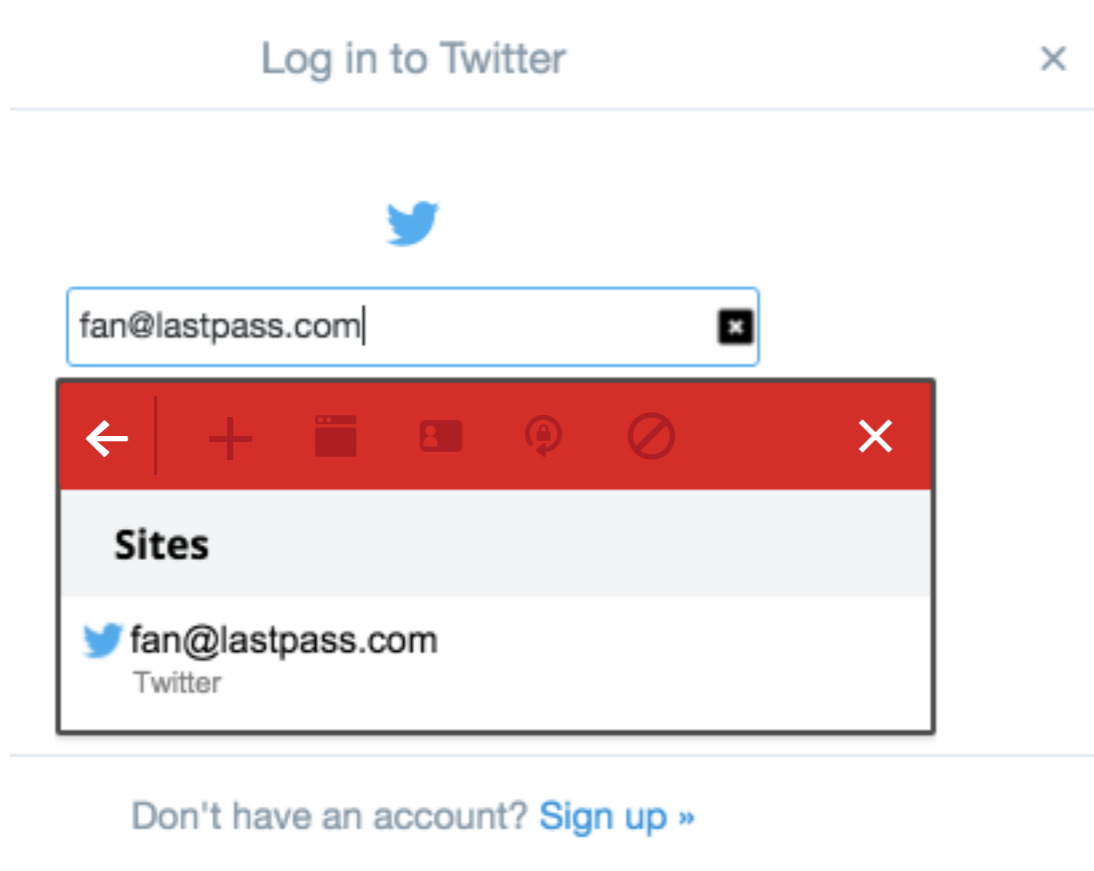 Log in to Twitter
fan@lastpass.com
Sites
fan@lastpass.com
Twitter
Don't have an account? Sign up »